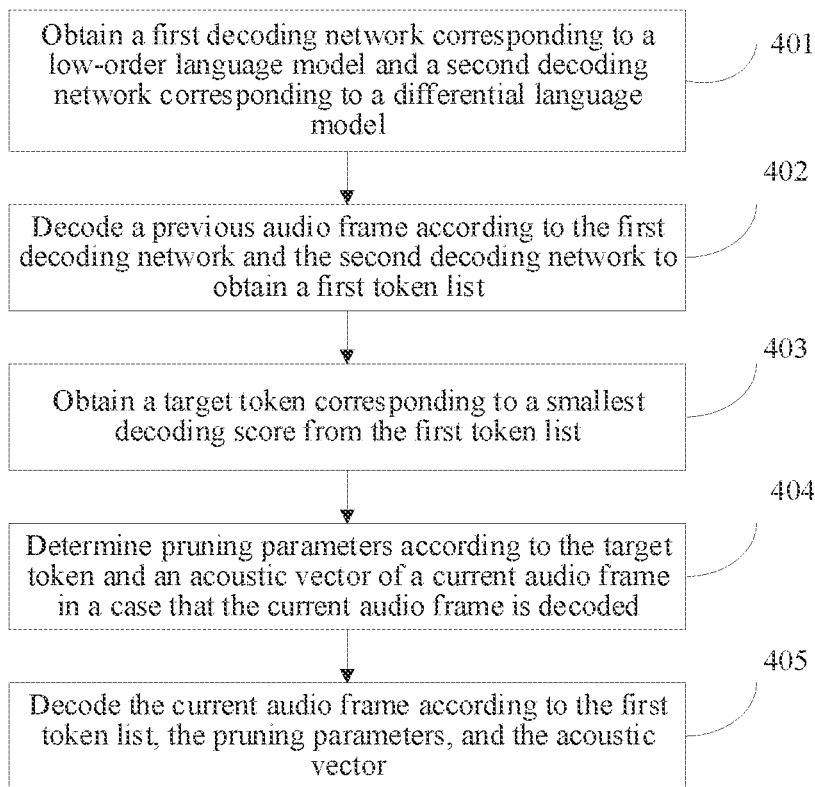 Obtain a first decoding network corresponding to a
low-order language model and a second decoding
network corresponding to a differential language
model
401
402
Decode a previous audio frame according to the first
decoding network and the second decoding network to
obtain a first token list
403
Obtain a target token corresponding to a smallest
decoding score from the first token list
404
Determine pruning parameters according to the target
token and an acoustic vector of a current audio frame
in a case that the current audio frame is decoded
405
Decode the current audio frame according to the first
token list, the pruning parameters, and the acoustic
vector